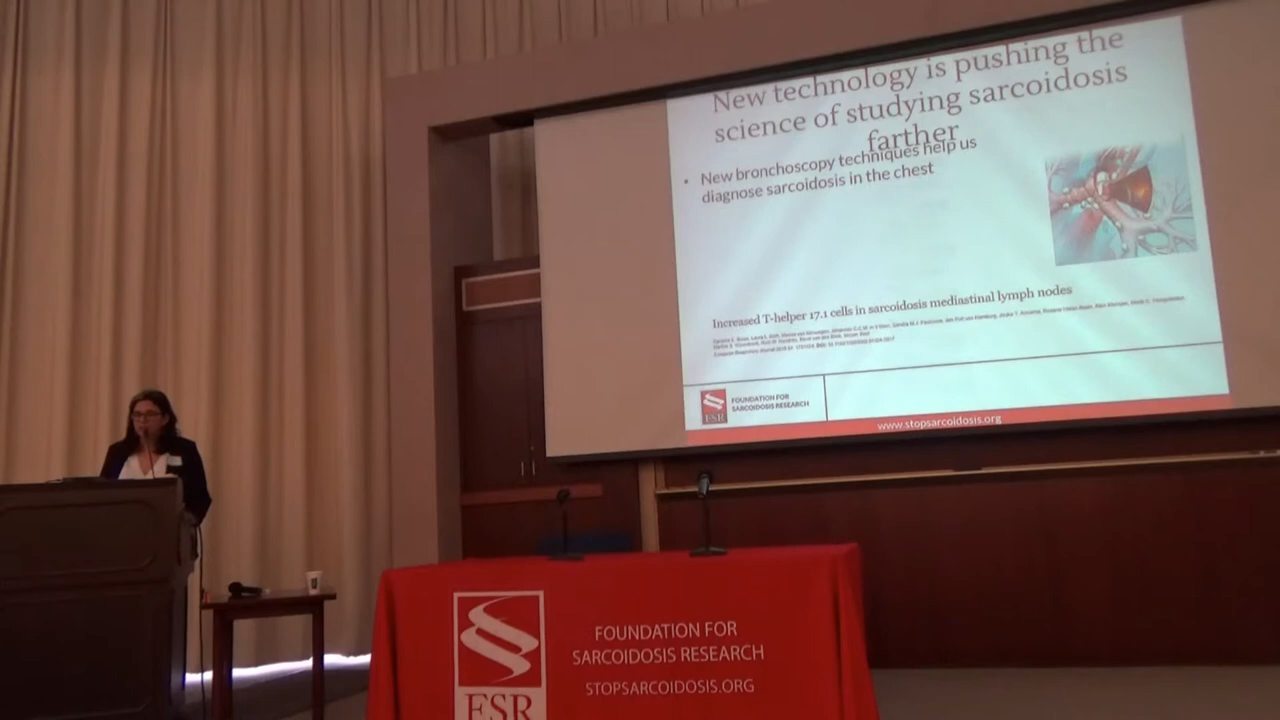 New technology is pushing the
science of studying sarcoidosis
farther
• New bronchoscopy techniques help us
diagnose sarcoidosis in the chest
Increased T-helper 17.1 cells in sarcoidosis mediastinal lymph nodes
FSR
FOUNDATION FOR
SARCOIDOSIS RESEARCH
www.stopsarcoidosis.org
FOUNDATION FOR
SARCOIDOSIS RESEARCH
STOPSARCOIDOSIS.ORG
FSR